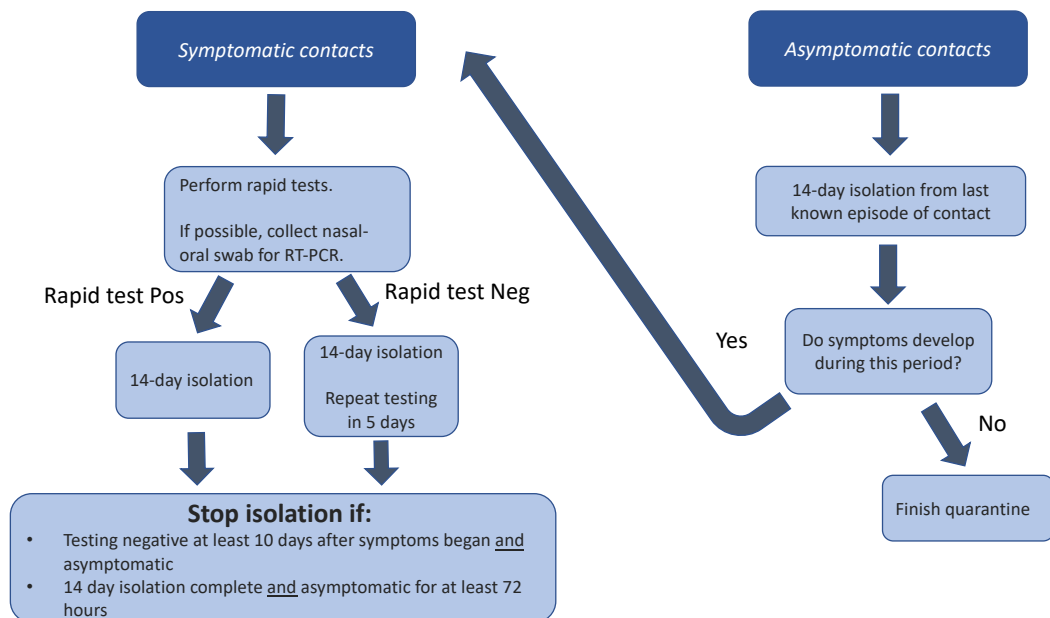 Symptomatic contacts
Perform rapid tests.
If possible, collect nasal-
oral swab for RT-PCR.
Rapid test Pos
Rapid test Neg
14-day isolation
14-day isolation
Repeat testing
in 5 days
Stop isolation if:
• Testing negative at least 10 days after symptoms began and
asymptomatic
• 14 day isolation complete and asymptomatic for at least 72
hours
Asymptomatic contacts
14-day isolation from last
known episode of contact
Do symptoms develop
during this period?
Yes
No
Finish quarantine